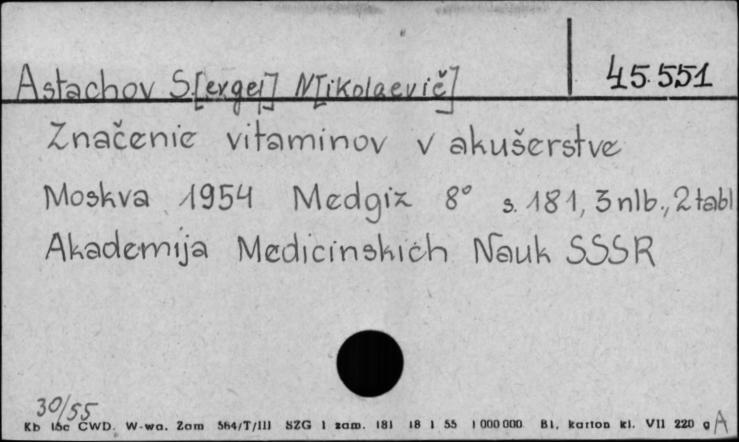 45.551
Astachov S.[ergej] N[ikolaevič]
Značenie vitaminov v akušerstve
Moskva 1954 Medgiz 8° s. 181, 3 nlb., 2 tabl
Akademija Medicinskich Nauk SSSR
30/55
Kb 15c CWD. W-wa. Zam 564/T/III SZG 1 zam. 181 18 1 55 1 000 000 Bl. karton kl. VII 220 g A